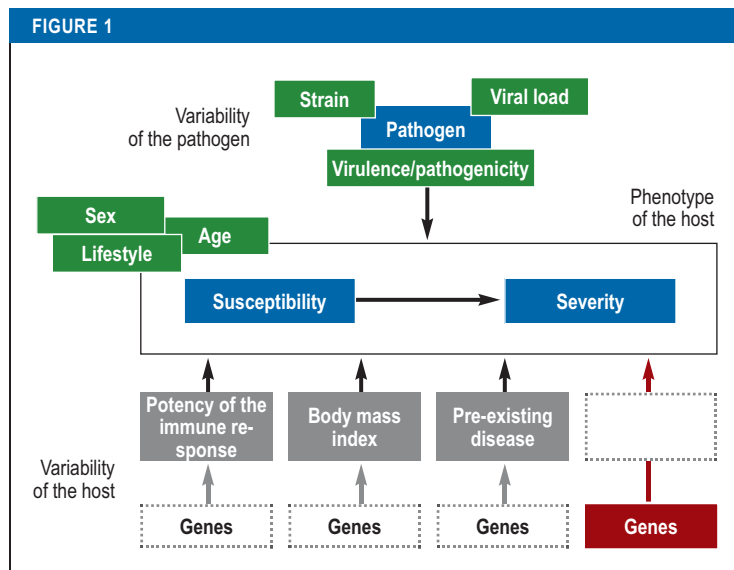 FIGURE 1
Strain
Viral load
Variability
of the pathogen
Pathogen
Virulence/pathogenicity
Sex
Age
Lifestyle
Phenotype
of the host
Susceptibility
Severity
Potency of the
immune re-
sponse
Body mass
index
Pre-existing
disease
Variability
of the host
Genes
Genes
Genes
Genes